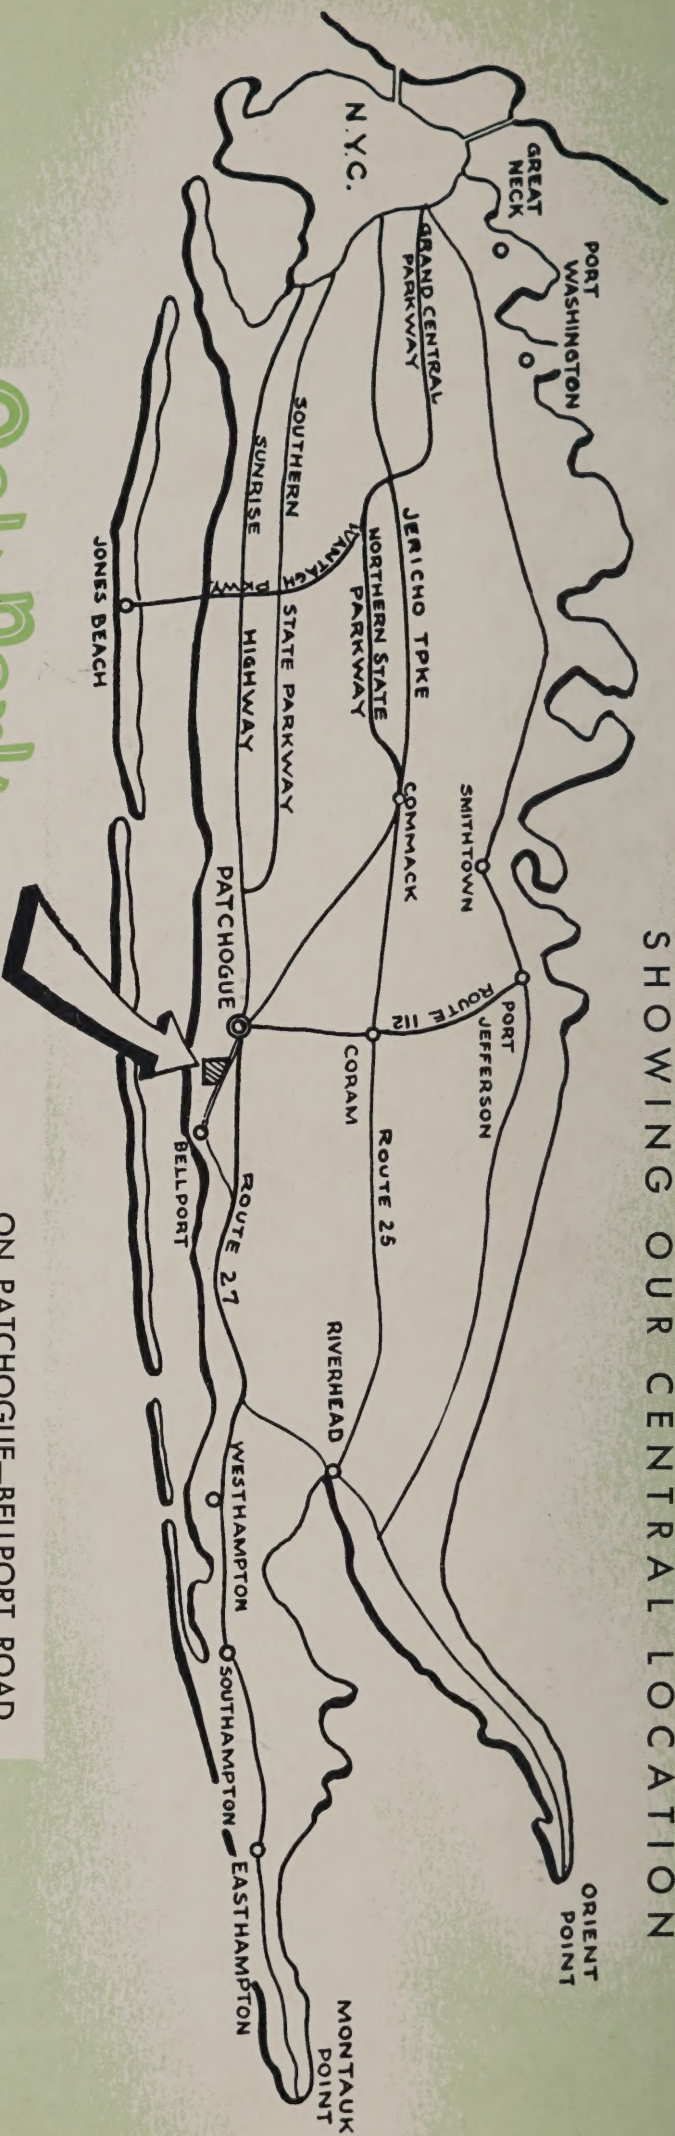 SHOWING OUR CENTRAL LOCATION
N.Y.C.
GREAT
NECK
PORT
WASHINGTON
GRAND CENTRAL
PARKWAY
JERICHO TPKE
NORTHERN STATE
PARKWAY
WANTAGH PKWY
SOUTHERN STATE PARKWAY
SUNRISE HIGHWAY
JONES BEACH
COMMACK
SMITHTOWN
PORT
JEFFERSON
ROUTE 112
CORAM
PATCHOGUE
BELLPORT
ROUTE 25
ROUTE 27
RIVERHEAD
WESTHAMPTON
SOUTHAMPTON
EASTHAMPTON
ORIENT
POINT
MONTAUK
POINT
ON PATCHOGUE—BELLPORT ROAD